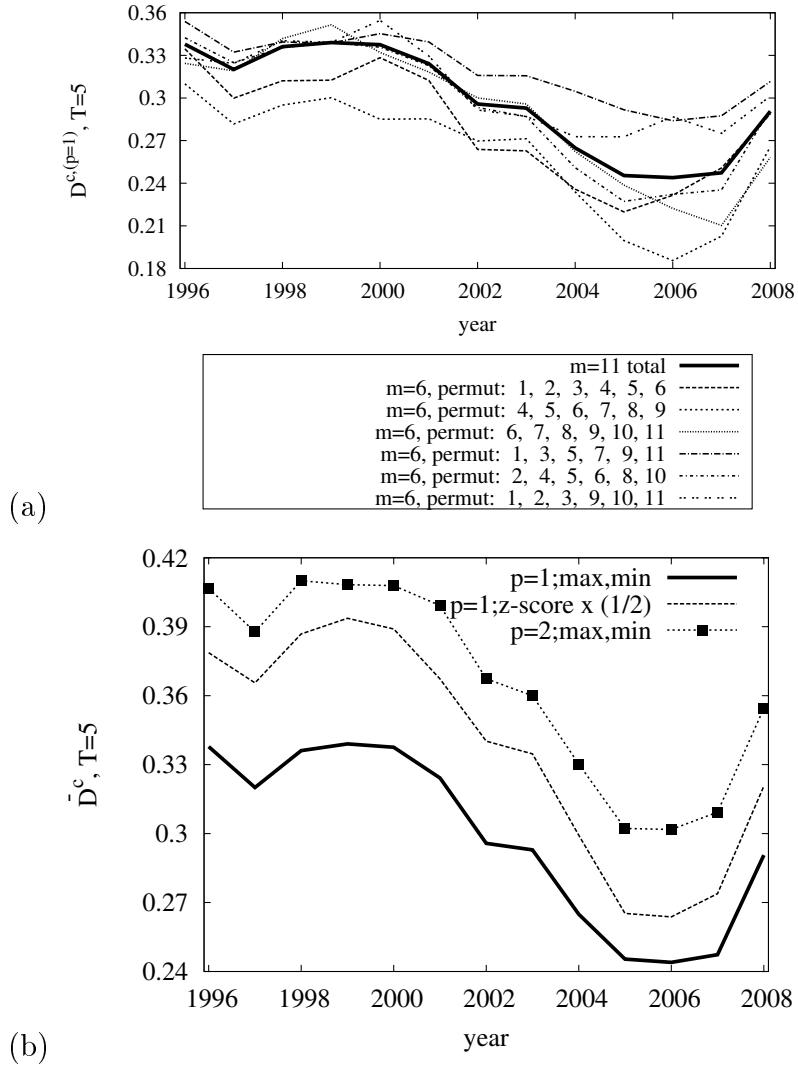 0.36
0.33
0.3
0.27
0.24
0.21
0.18
D^{c,(p=1)}, T=5
1996 1998 2000 2002 2004 2006 2008
year
m=11 total
m=6, permut: 1, 2, 3, 4, 5, 6
m=6, permut: 4, 5, 6, 7, 8, 9
m=6, permut: 6, 7, 8, 9, 10, 11
m=6, permut: 1, 3, 5, 7, 9, 11
m=6, permut: 2, 4, 5, 6, 8, 10
m=6, permut: 1, 2, 3, 9, 10, 11
(a)
0.42
0.39
0.36
0.33
0.3
0.27
0.24
D̄^c, T=5
p=1;max,min
p=1;z-score x (1/2)
p=2;max,min
1996 1998 2000 2002 2004 2006 2008
year
(b)